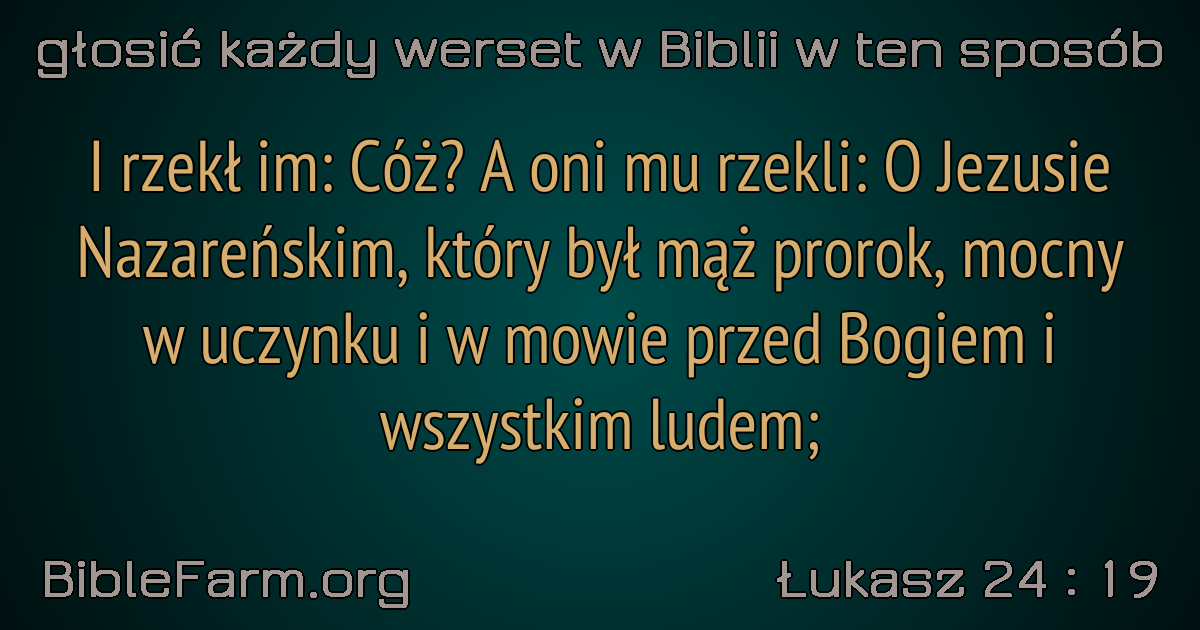 głosić każdy werset w Biblii w ten sposób
I rzekł im: Cóż? A oni mu rzekli: O Jezusie
Nazareńskim, który był mąż prorok, mocny
w uczynku i w mowie przed Bogiem i
wszystkim ludem;
BibleFarm.org
Łukasz 24 : 19